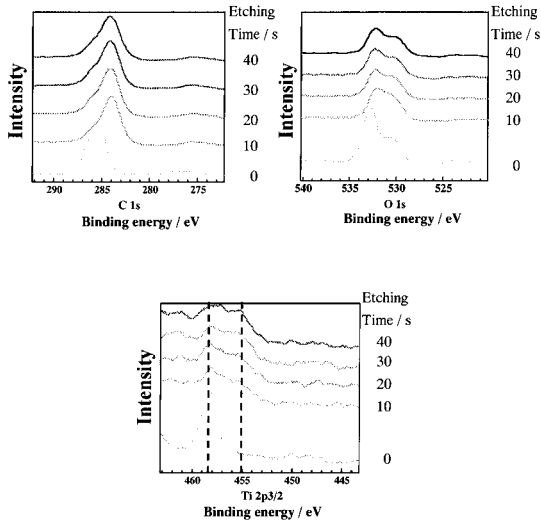 Etching
Time / s
40
30
20
10
0
Intensity
290 285 280 275
C 1s
Binding energy / eV
Etching
Time / s
40
30
20
10
0
Intensity
540 535 530 525
O 1s
Binding energy / eV
Etching
Time / s
40
30
20
10
0
Intensity
460 455 450 445
Ti 2p3/2
Binding energy / eV